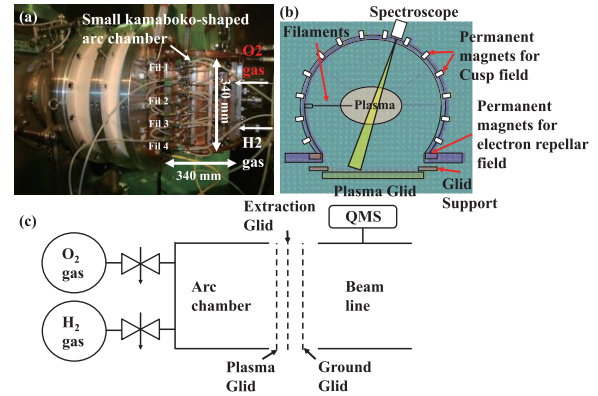 (a)
Small kamaboko-shaped
arc chamber
O2
gas
Fil 1
Fil 2
Fil 3
Fil 4
340 mm
340 mm
H2
gas
(b)
Spectroscope
Filaments
Permanent
magnets for
Cusp field
Plasma
Permanent
magnets for
electron repellar
field
Glid
Support
Plasma Glid
(c)
Extraction
Glid
QMS
O2
gas
H2
gas
Arc
chamber
Beam
line
Plasma
Glid
Ground
Glid